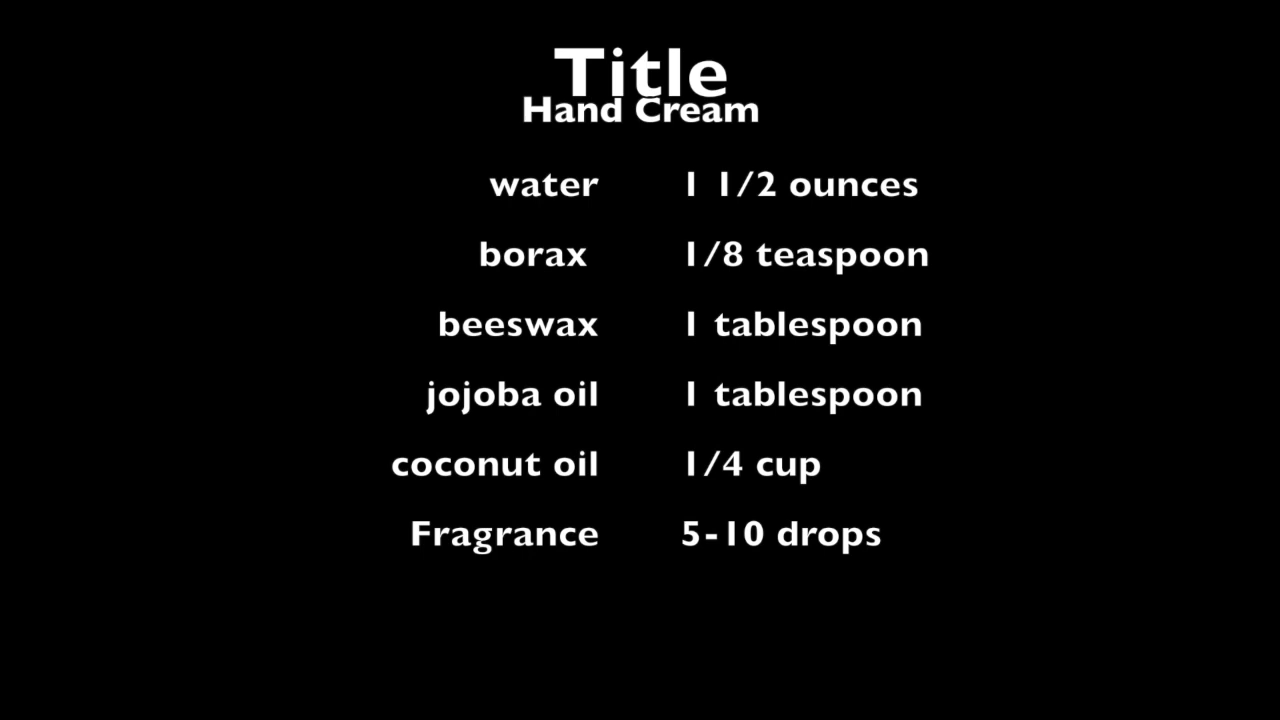 Title
Hand Cream
water 1 1/2 ounces
borax 1/8 teaspoon
beeswax 1 tablespoon
jojoba oil 1 tablespoon
coconut oil 1/4 cup
Fragrance 5-10 drops